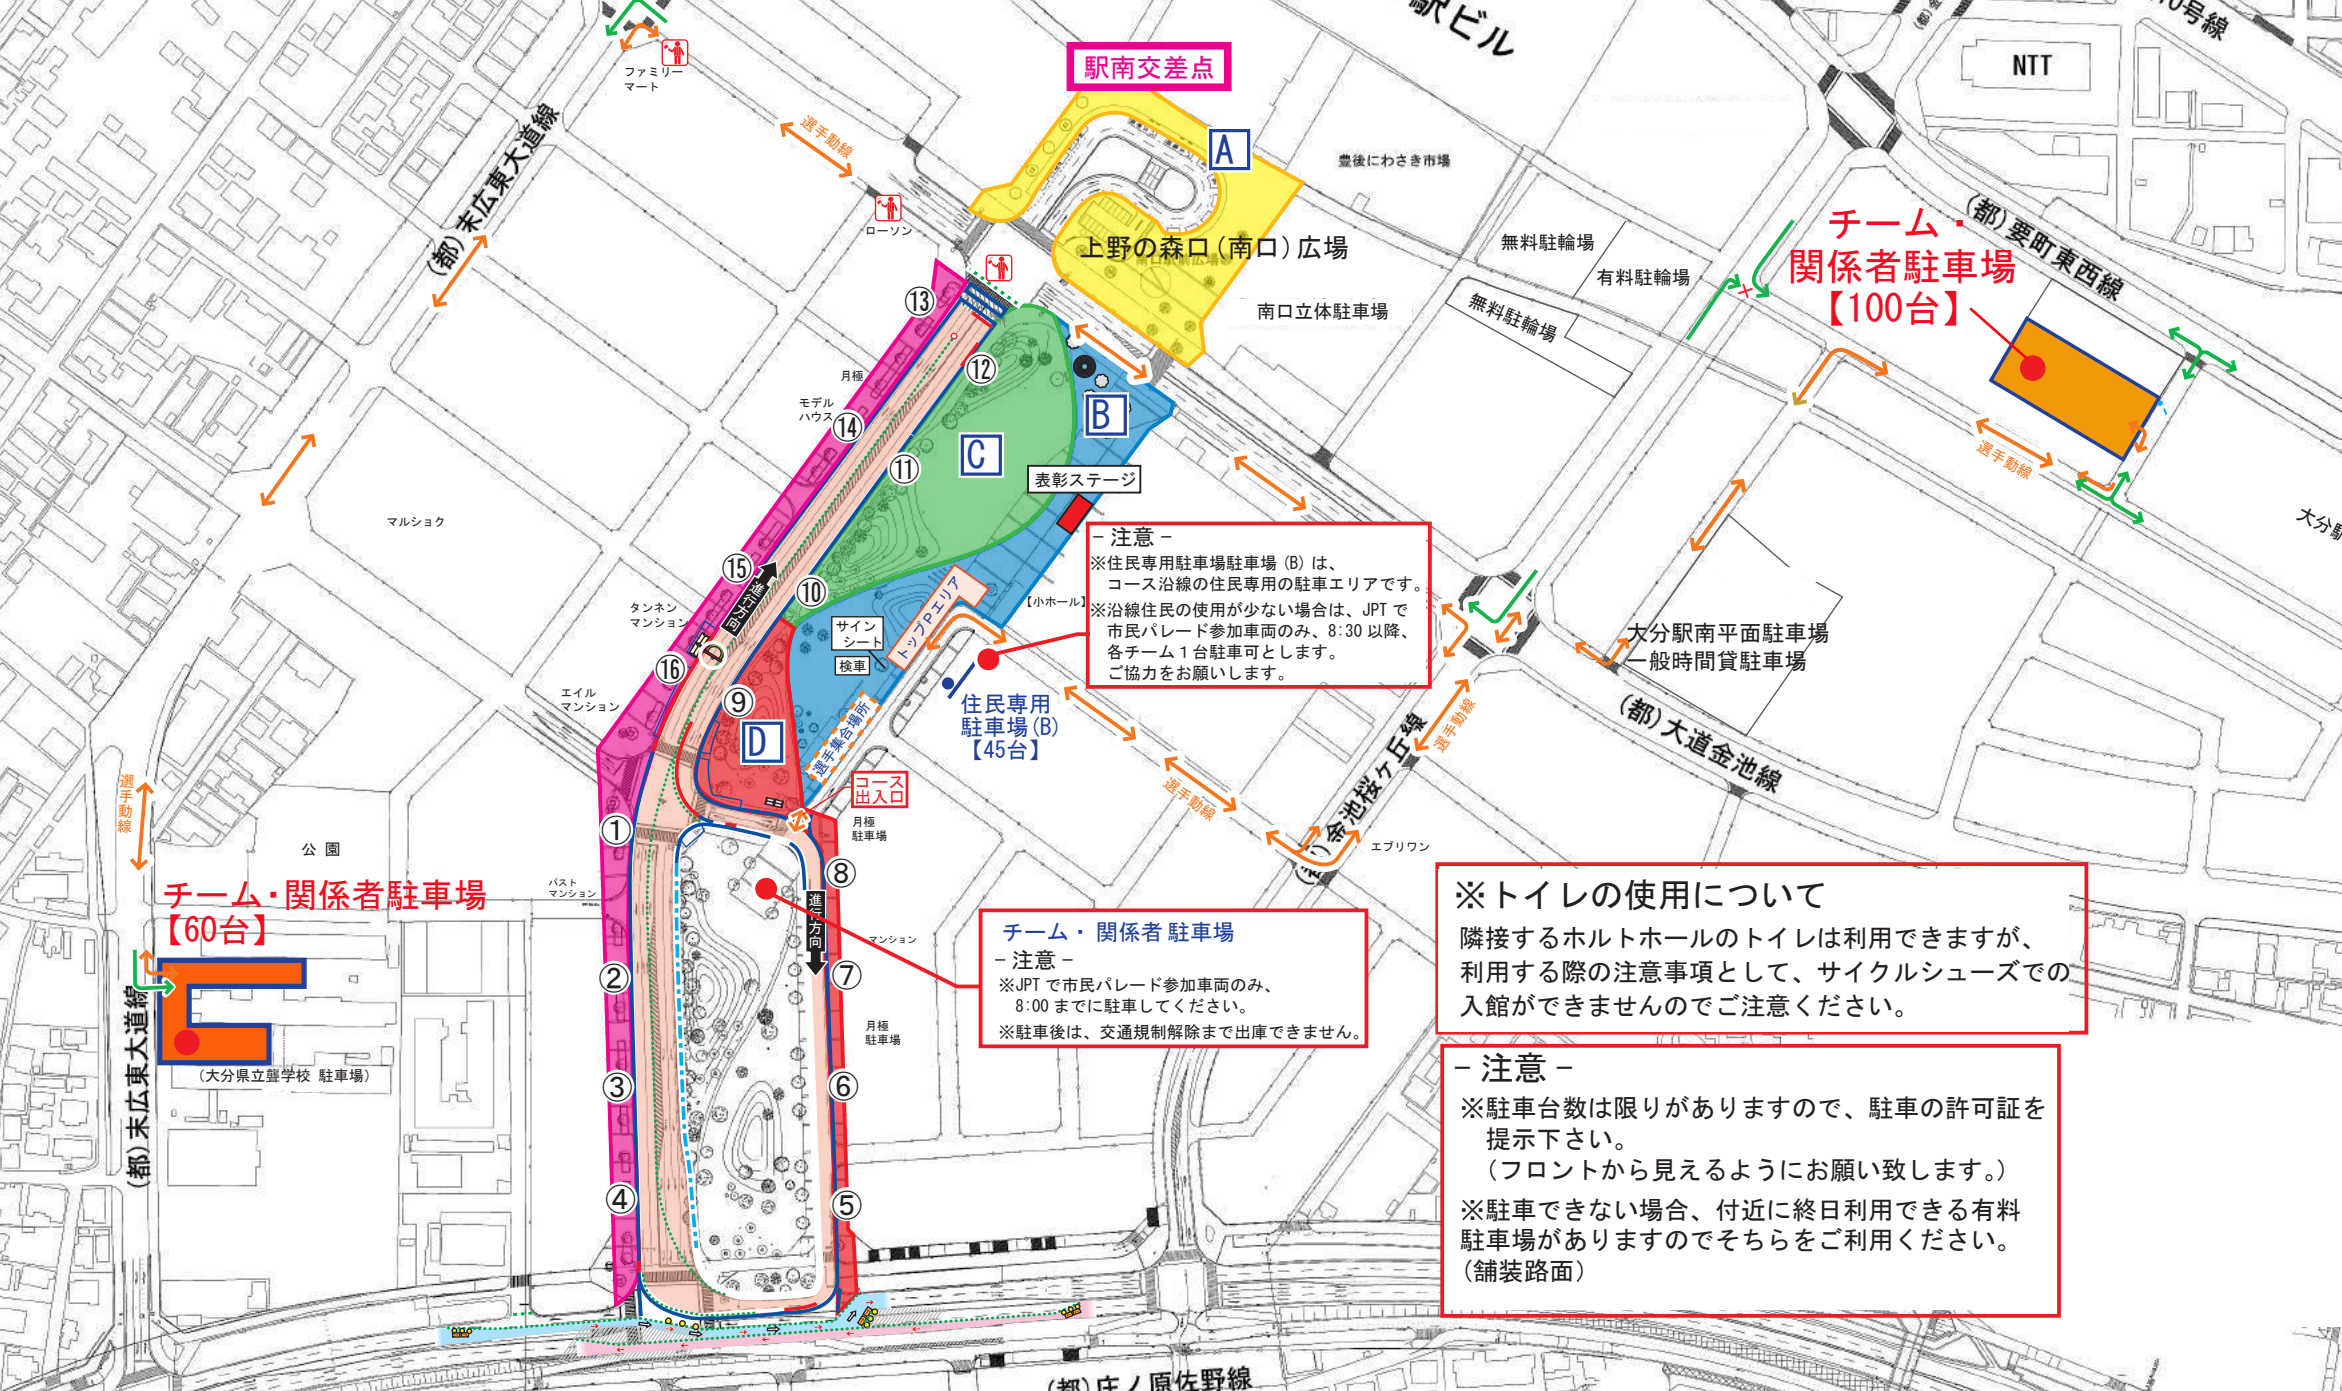 駅ビル
10号線
NTT
駅南交差点
ファミリー
マート
選手動線
A
豊後にわさき市場
ローソン
(都)末広東大道線
上野の森口(南口)広場
無料駐輪場
有料駐輪場
無料駐輪場
南口立体駐車場
(都)要町東西線
チーム・
関係者駐車場
【100台】
選手動線
大分駅
⑬
⑫
月極
モデル
ハウス
⑭
⑪
C
B
表彰ステージ
マルショク
⑮
進行方向
⑩
タンネン
マンション
⑯
サイン
シート
検車
トップPエリア
【小ホール】
- 注意 -
※住民専用駐車場駐車場(B)は、
コース沿線の住民専用の駐車エリアです。
※沿線住民の使用が少ない場合は、JPTで
市民パレード参加車両のみ、8:30以降、
各チーム1台駐車可とします。
ご協力をお願いします。
大分駅南平面駐車場
一般時間貸駐車場
エイル
マンション
⑨
D
選手集合場所
住民専用
駐車場(B)
【45台】
(都)金池桜ヶ丘線
選手動線
(都)大道金池線
選手動線
コース
出入口
月極
駐車場
選手動線
①
公園
エブリワン
パスト
マンション
⑧
進行方向
チーム・関係者駐車場
【60台】
マンション
チーム・関係者駐車場
- 注意 -
※JPTで市民パレード参加車両のみ、
8:00までに駐車してください。
※駐車後は、交通規制解除まで出庫できません。
②
⑦
月極
駐車場
(大分県立聾学校 駐車場)
(都)末広東大道線
③
⑥
④
⑤
※トイレの使用について
隣接するホルトホールのトイレは利用できますが、
利用する際の注意事項として、サイクルシューズでの
入館ができませんのでご注意ください。
- 注意 -
※駐車台数は限りがありますので、駐車の許可証を
提示下さい。
(フロントから見えるようにお願い致します。)
※駐車できない場合、付近に終日利用できる有料
駐車場がありますのでそちらをご利用ください。
(舗装路面)
(都)庄ノ原佐野線